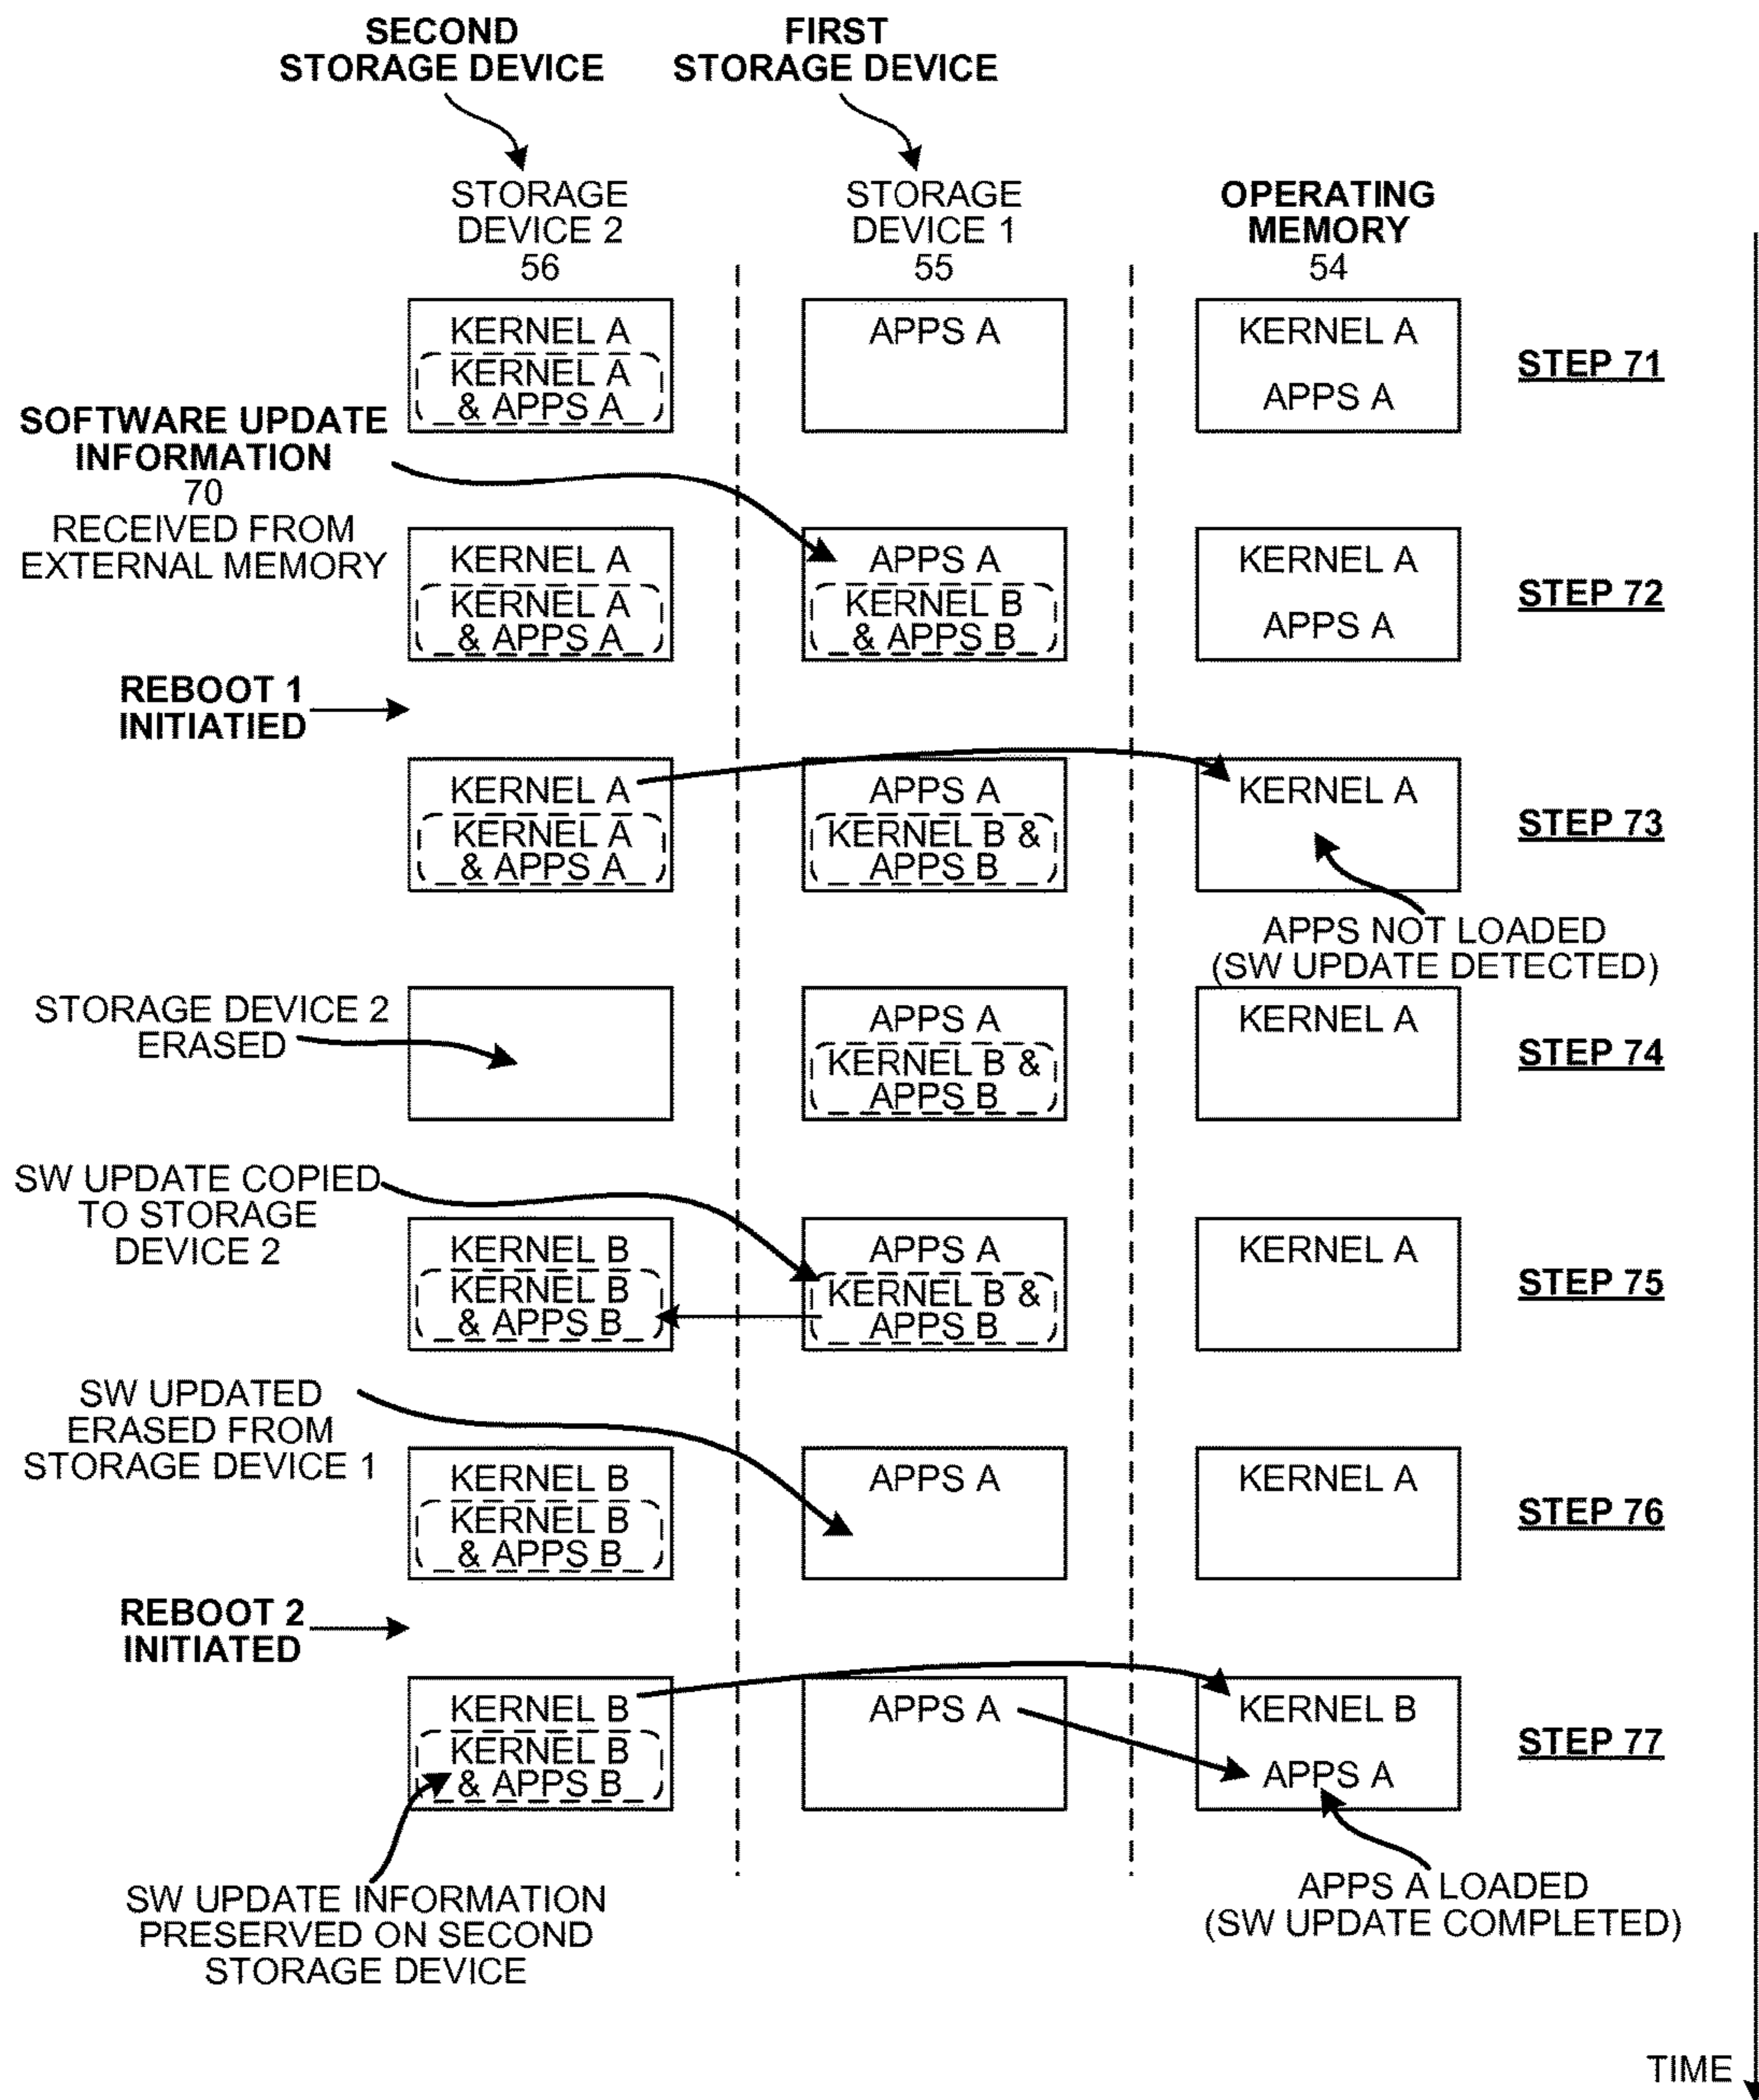 SECOND
STORAGE DEVICE
FIRST
STORAGE DEVICE
STORAGE
DEVICE 2
56
STORAGE
DEVICE 1
55
OPERATING
MEMORY
54
KERNEL A
KERNEL A
& APPS A
APPS A
KERNEL A
APPS A
STEP 71
SOFTWARE UPDATE
INFORMATION
70
RECEIVED FROM
EXTERNAL MEMORY
KERNEL A
KERNEL A
& APPS A
APPS A
KERNEL B
& APPS B
KERNEL A
APPS A
STEP 72
REBOOT 1
INITIATIED
KERNEL A
KERNEL A
& APPS A
APPS A
KERNEL B &
APPS B
KERNEL A
STEP 73
APPS NOT LOADED
(SW UPDATE DETECTED)
STORAGE DEVICE 2
ERASED
APPS A
KERNEL B &
APPS B
KERNEL A
STEP 74
SW UPDATE COPIED
TO STORAGE
DEVICE 2
KERNEL B
KERNEL B
& APPS B
APPS A
KERNEL B &
APPS B
KERNEL A
STEP 75
SW UPDATED
ERASED FROM
STORAGE DEVICE 1
KERNEL B
KERNEL B
& APPS B
APPS A
KERNEL A
STEP 76
REBOOT 2
INITIATED
KERNEL B
KERNEL B
& APPS B
APPS A
KERNEL B
APPS A
STEP 77
SW UPDATE INFORMATION
PRESERVED ON SECOND
STORAGE DEVICE
APPS A LOADED
(SW UPDATE COMPLETED)
TIME